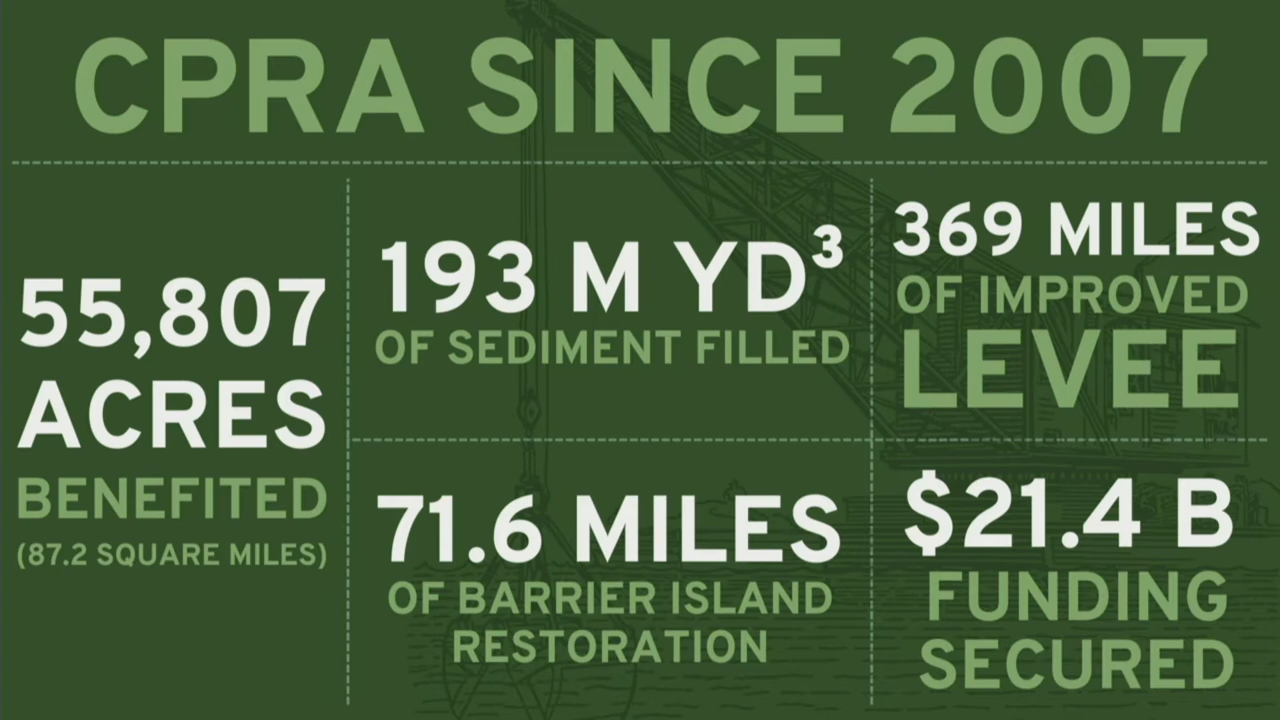 CPRA SINCE 2007
55,807
ACRES
BENEFITED
(87.2 SQUARE MILES)
193 M YD³
OF SEDIMENT FILLED
71.6 MILES
OF BARRIER ISLAND
RESTORATION
369 MILES
OF IMPROVED
LEVEE
$21.4 B
FUNDING
SECURED